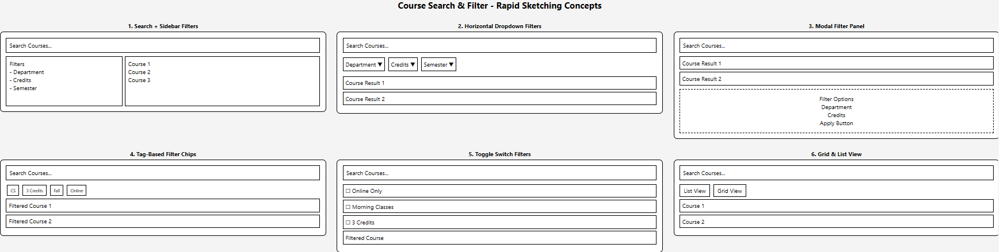 Course Search & Filter - Rapid Sketching Concepts
1. Search + Sidebar Filters
Search Courses...
Filters
- Department
- Credits
- Semester
Course 1
Course 2
Course 3
2. Horizontal Dropdown Filters
Search Courses...
Department ▼
Credits ▼
Semester ▼
Course Result 1
Course Result 2
3. Modal Filter Panel
Search Courses...
Course Result 1
Course Result 2
Filter Options
Department
Credits
Apply Button
4. Tag-Based Filter Chips
Search Courses...
CS
3 Credits
Fall
Online
Filtered Course 1
Filtered Course 2
5. Toggle Switch Filters
Search Courses...
☐ Online Only
☐ Morning Classes
☐ 3 Credits
Filtered Course
6. Grid & List View
Search Courses...
List View
Grid View
Course 1
Course 2